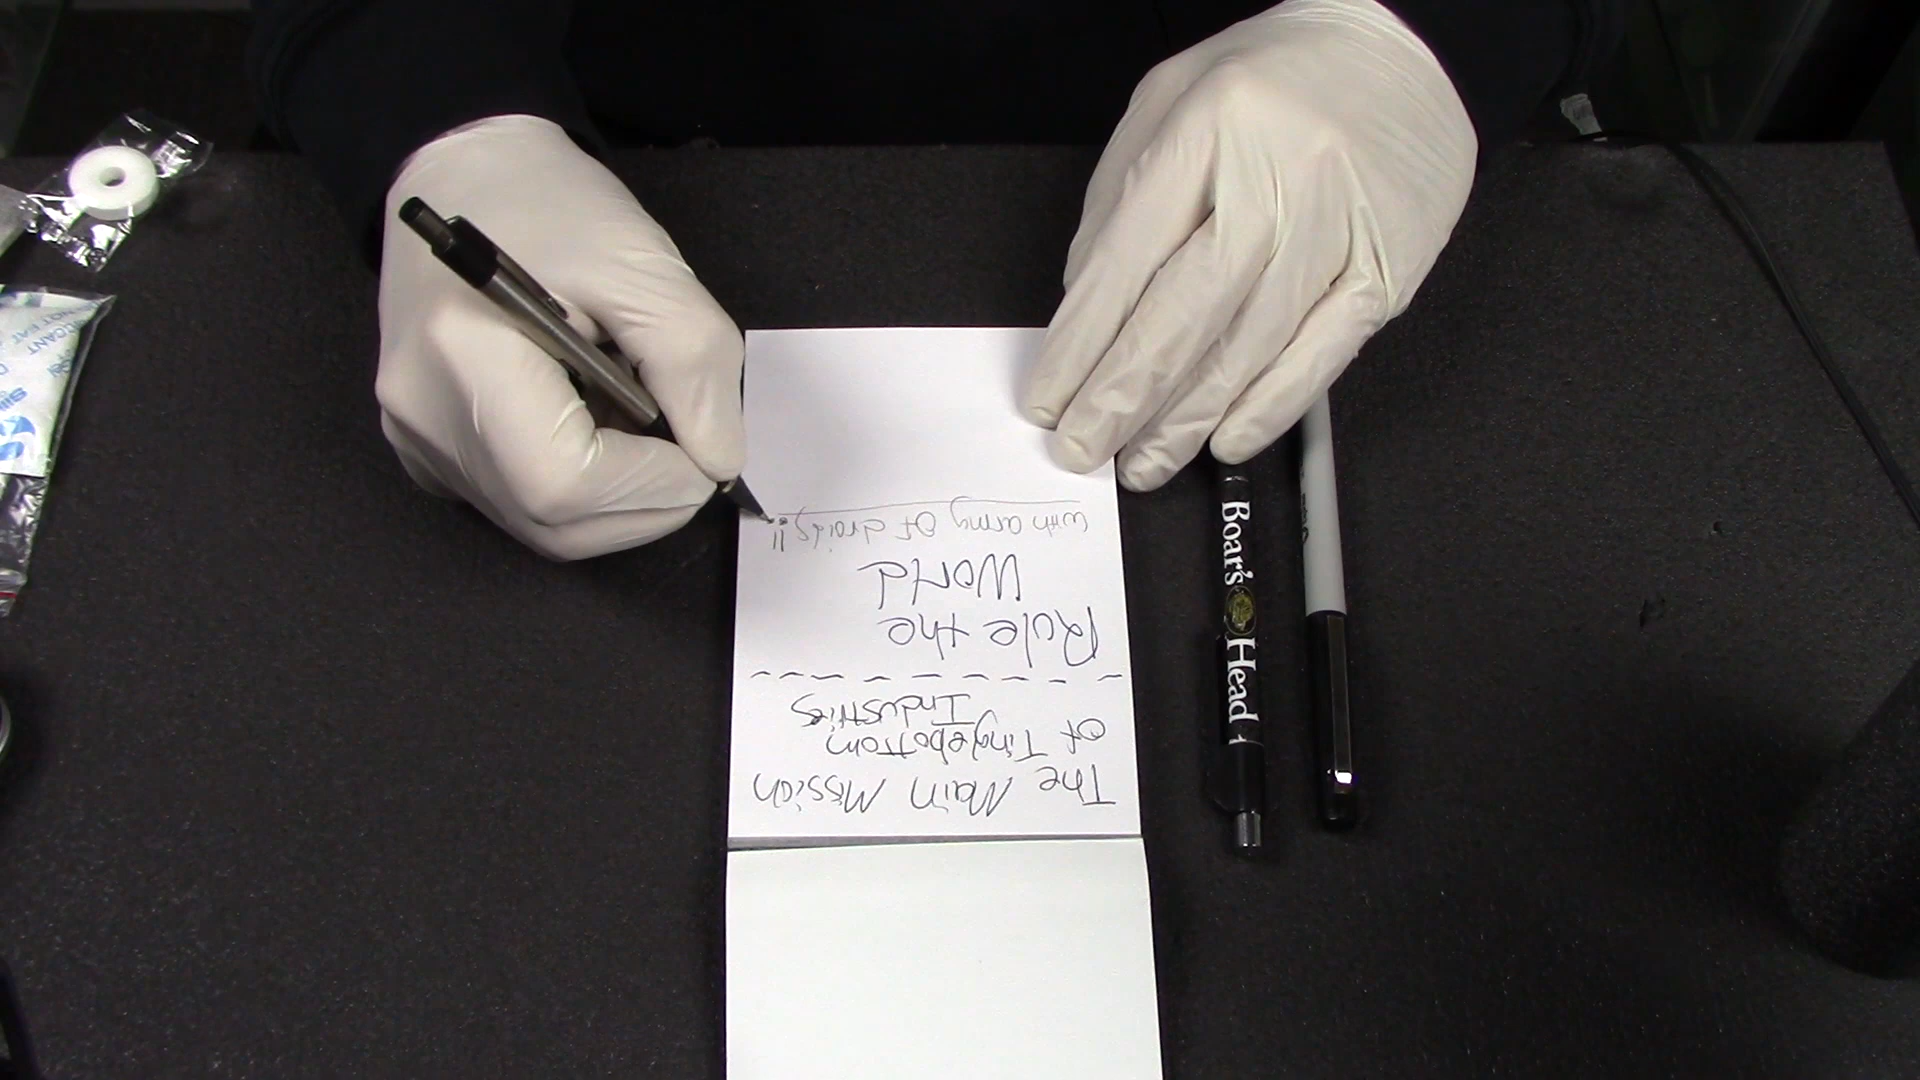 The Main Mission
Of Tinglebottom
Industries
Rule the
World
with army Of droids!!
Boar's Head